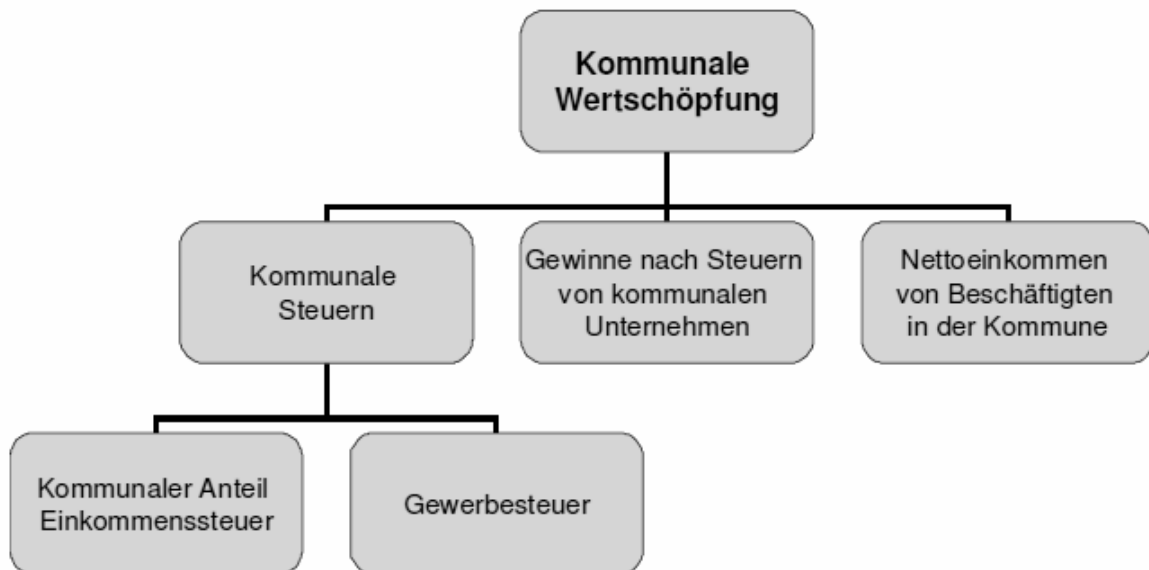 Kommunale
Wertschöpfung
Kommunale
Steuern
Gewinne nach Steuern
von kommunalen
Unternehmen
Nettoeinkommen
von Beschäftigten
in der Kommune
Kommunaler Anteil
Einkommenssteuer
Gewerbesteuer